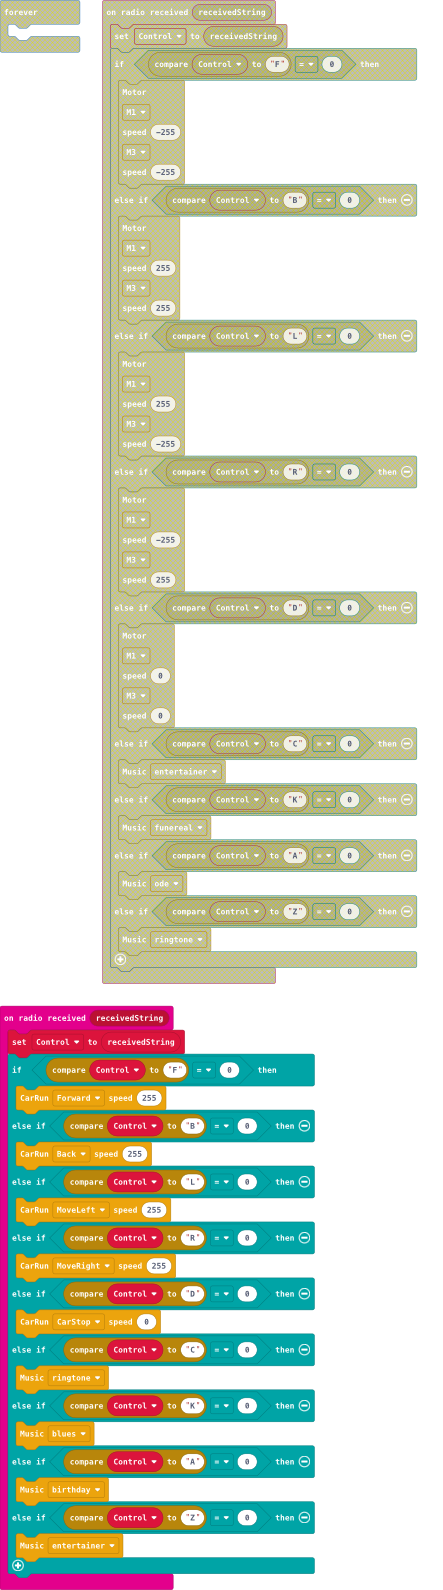 forever
on radio received receivedString
set Control to receivedString
if compare Control to "F" = 0 then
Motor
M1
speed -255
M3
speed -255
else if compare Control to "B" = 0 then
Motor
M1
speed 255
M3
speed 255
else if compare Control to "L" = 0 then
Motor
M1
speed 255
M3
speed -255
else if compare Control to "R" = 0 then
Motor
M1
speed -255
M3
speed 255
else if compare Control to "D" = 0 then
Motor
M1
speed 0
M3
speed 0
else if compare Control to "C" = 0 then
Music entertainer
else if compare Control to "K" = 0 then
Music funereal
else if compare Control to "A" = 0 then
Music ode
else if compare Control to "Z" = 0 then
Music ringtone
on radio received receivedString
set Control to receivedString
if compare Control to "F" = 0 then
CarRun Forward speed 255
else if compare Control to "B" = 0 then
CarRun Back speed 255
else if compare Control to "L" = 0 then
CarRun MoveLeft speed 255
else if compare Control to "R" = 0 then
CarRun MoveRight speed 255
else if compare Control to "D" = 0 then
CarRun CarStop speed 0
else if compare Control to "C" = 0 then
Music ringtone
else if compare Control to "K" = 0 then
Music blues
else if compare Control to "A" = 0 then
Music birthday
else if compare Control to "Z" = 0 then
Music entertainer